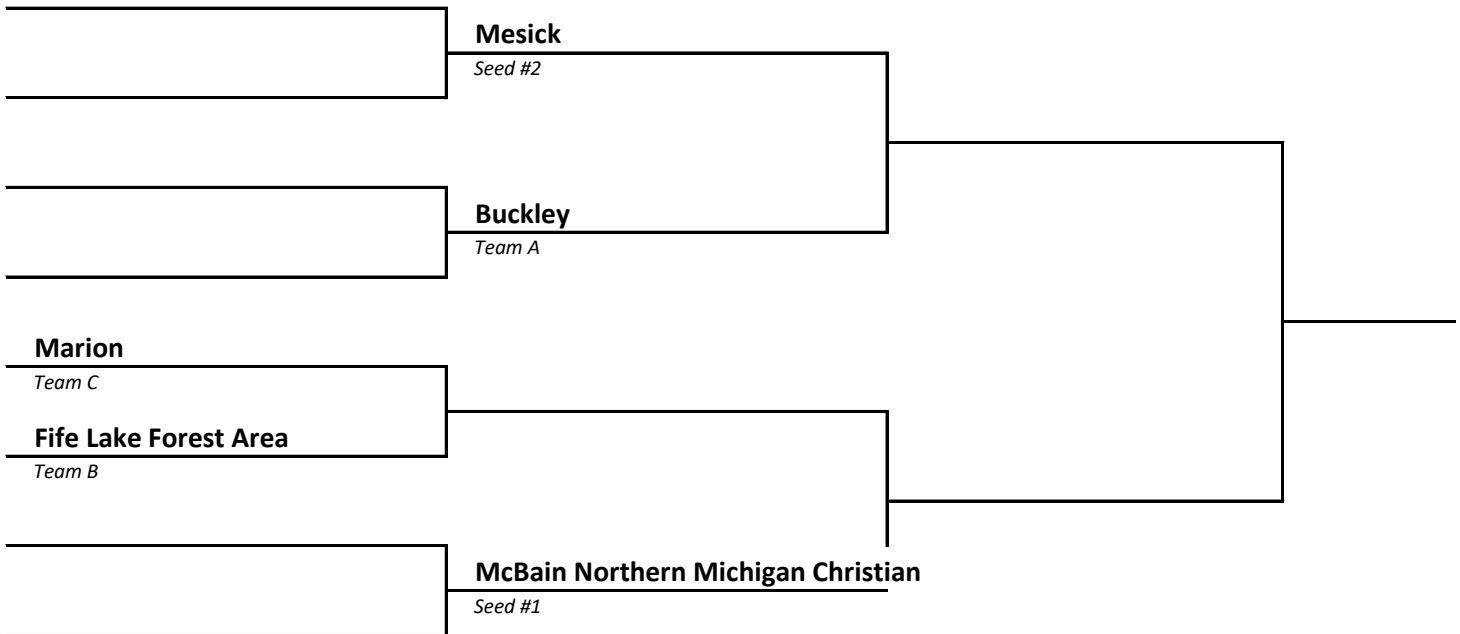 Mesick
Seed #2
Buckley
Team A
Marion
Team C
Fife Lake Forest Area
Team B
McBain Northern Michigan Christian
Seed #1